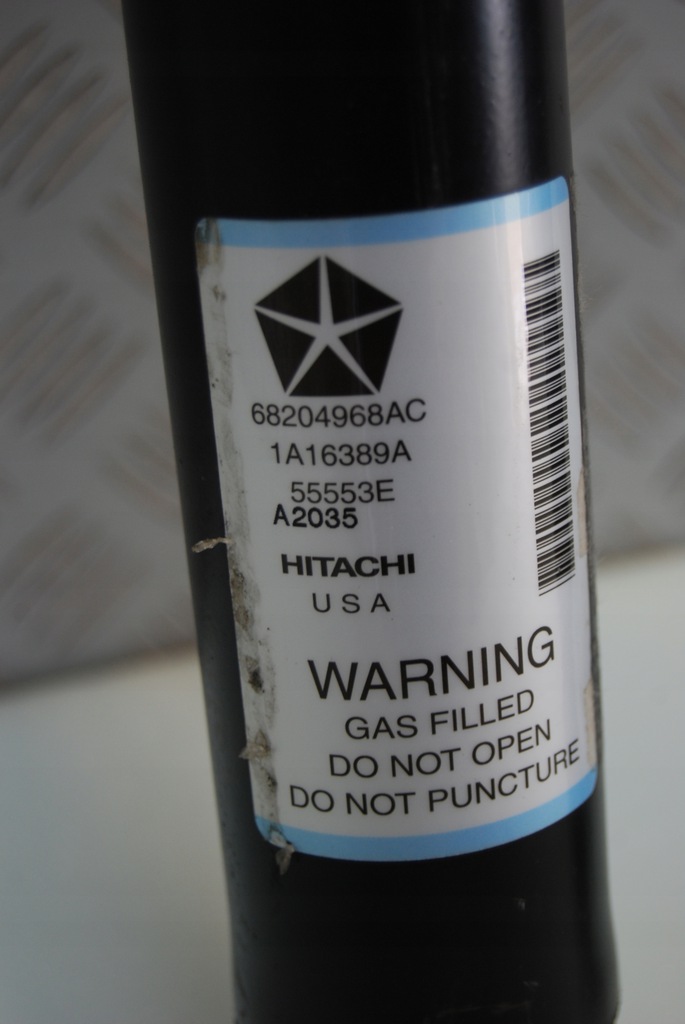 68204968AC
1A16389A
55553E
A2035
HITACHI
USA
WARNING
GAS FILLED
DO NOT OPEN
DO NOT PUNCTURE